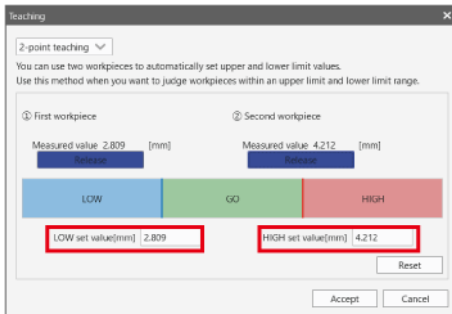 Teaching
2-point teaching
You can use two workpieces to automatically set upper and lower limit values.
Use this method when you want to judge workpieces within an upper limit and lower limit range.
① First workpiece ② Second workpiece
Measured value 2.809 [mm] Measured value 4.212 [mm]
Release Release
LOW GO HIGH
LOW set value[mm] 2.809 HIGH set value[mm] 4.212
Reset
Accept Cancel